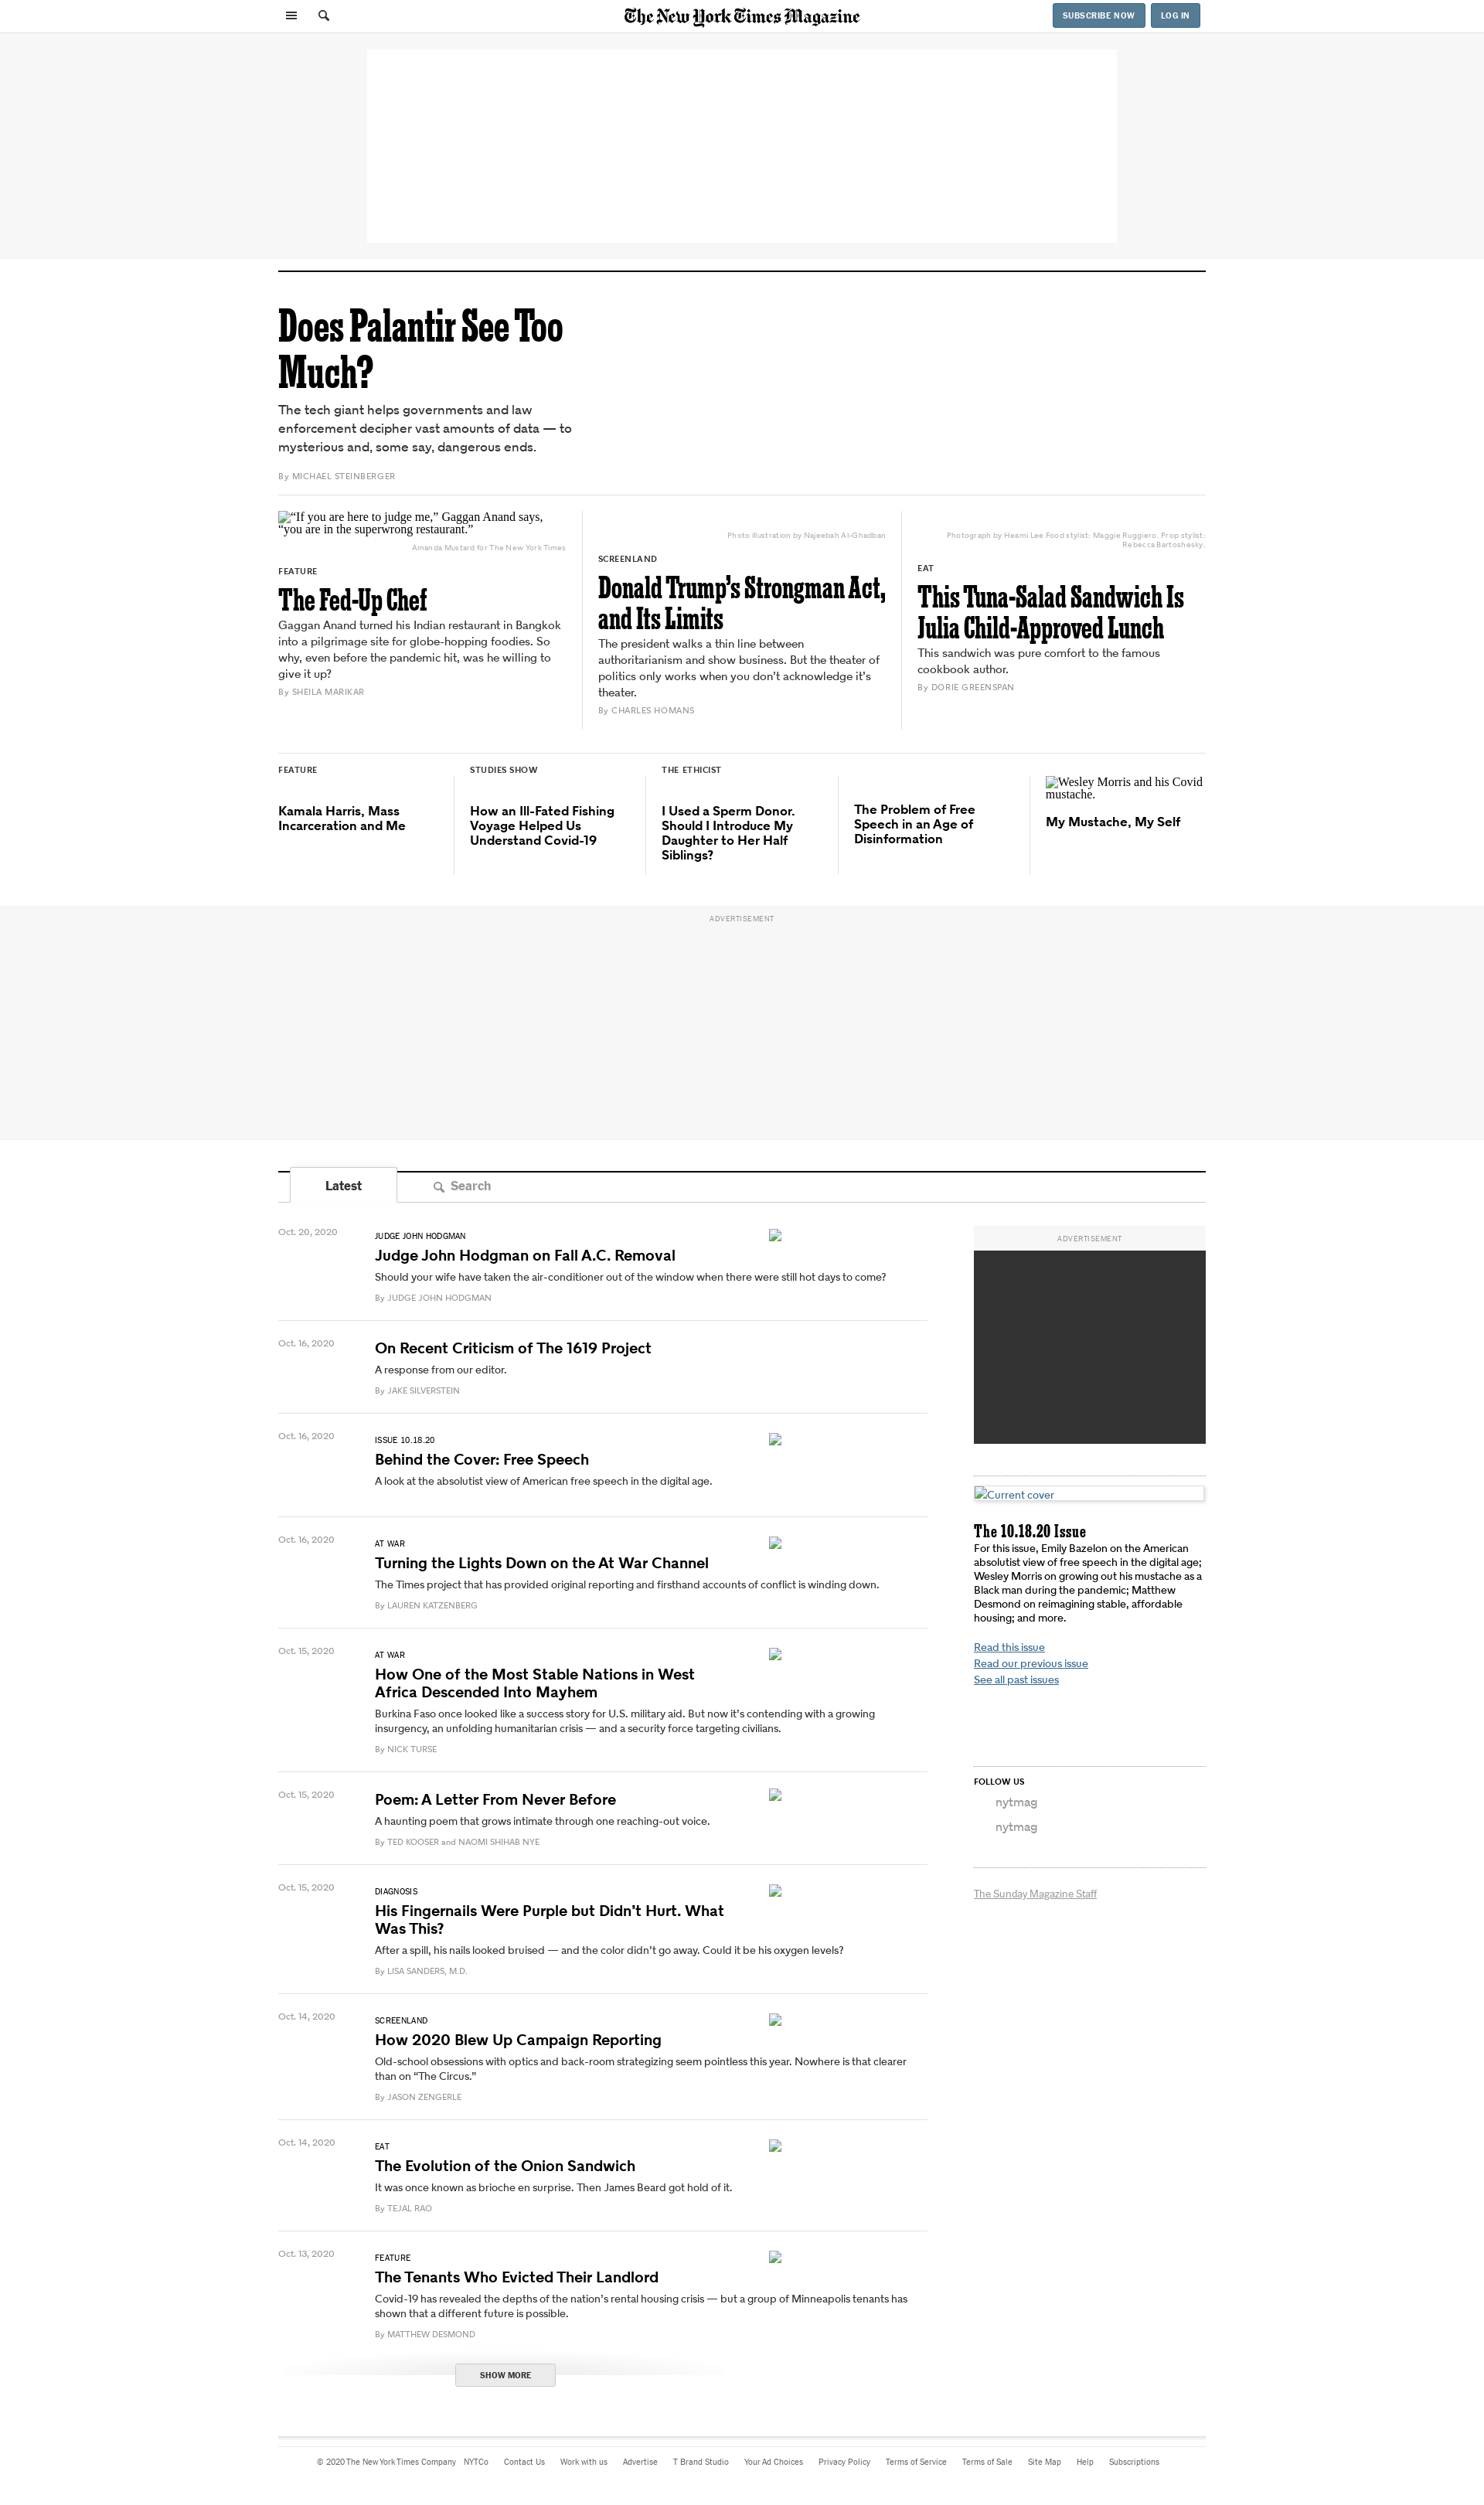 The New York Times Magazine
SUBSCRIBE NOW
LOG IN
Does Palantir See Too
Much?
The tech giant helps governments and law
enforcement decipher vast amounts of data — to
mysterious and, some say, dangerous ends.
By MICHAEL STEINBERGER
“If you are here to judge me,” Gaggan Anand says,
“you are in the superwrong restaurant.”
Amanda Mustard for The New York Times
FEATURE
The Fed-Up Chef
Gaggan Anand turned his Indian restaurant in Bangkok
into a pilgrimage site for globe-hopping foodies. So
why, even before the pandemic hit, was he willing to
give it up?
By SHEILA MARIKAR
Photo illustration by Najeebah Al-Ghadban
SCREENLAND
Donald Trump’s Strongman Act,
and Its Limits
The president walks a thin line between
authoritarianism and show business. But the theater of
politics only works when you don’t acknowledge it’s
theater.
By CHARLES HOMANS
Photograph by Heami Lee Food stylist: Maggie Ruggiero. Prop stylist:
Rebecca Bartoshesky.
EAT
This Tuna-Salad Sandwich Is
Julia Child-Approved Lunch
This sandwich was pure comfort to the famous
cookbook author.
By DORIE GREENSPAN
FEATURE
Kamala Harris, Mass
Incarceration and Me
STUDIES SHOW
How an Ill-Fated Fishing
Voyage Helped Us
Understand Covid-19
THE ETHICIST
I Used a Sperm Donor.
Should I Introduce My
Daughter to Her Half
Siblings?
The Problem of Free
Speech in an Age of
Disinformation
Wesley Morris and his Covid
mustache.
My Mustache, My Self
ADVERTISEMENT
Latest
Search
Oct. 20, 2020
JUDGE JOHN HODGMAN
Judge John Hodgman on Fall A.C. Removal
Should your wife have taken the air-conditioner out of the window when there were still hot days to come?
By JUDGE JOHN HODGMAN
Oct. 16, 2020
On Recent Criticism of The 1619 Project
A response from our editor.
By JAKE SILVERSTEIN
Oct. 16, 2020
ISSUE 10.18.20
Behind the Cover: Free Speech
A look at the absolutist view of American free speech in the digital age.
Oct. 16, 2020
AT WAR
Turning the Lights Down on the At War Channel
The Times project that has provided original reporting and firsthand accounts of conflict is winding down.
By LAUREN KATZENBERG
Oct. 15, 2020
AT WAR
How One of the Most Stable Nations in West
Africa Descended Into Mayhem
Burkina Faso once looked like a success story for U.S. military aid. But now it’s contending with a growing
insurgency, an unfolding humanitarian crisis — and a security force targeting civilians.
By NICK TURSE
Oct. 15, 2020
Poem: A Letter From Never Before
A haunting poem that grows intimate through one reaching-out voice.
By TED KOOSER and NAOMI SHIHAB NYE
Oct. 15, 2020
DIAGNOSIS
His Fingernails Were Purple but Didn’t Hurt. What
Was This?
After a spill, his nails looked bruised — and the color didn’t go away. Could it be his oxygen levels?
By LISA SANDERS, M.D.
Oct. 14, 2020
SCREENLAND
How 2020 Blew Up Campaign Reporting
Old-school obsessions with optics and back-room strategizing seem pointless this year. Nowhere is that clearer
than on “The Circus.”
By JASON ZENGERLE
Oct. 14, 2020
EAT
The Evolution of the Onion Sandwich
It was once known as brioche en surprise. Then James Beard got hold of it.
By TEJAL RAO
Oct. 13, 2020
FEATURE
The Tenants Who Evicted Their Landlord
Covid-19 has revealed the depths of the nation’s rental housing crisis — but a group of Minneapolis tenants has
shown that a different future is possible.
By MATTHEW DESMOND
SHOW MORE
ADVERTISEMENT
Current cover
The 10.18.20 Issue
For this issue, Emily Bazelon on the American
absolutist view of free speech in the digital age;
Wesley Morris on growing out his mustache as a
Black man during the pandemic; Matthew
Desmond on reimagining stable, affordable
housing; and more.
Read this issue
Read our previous issue
See all past issues
FOLLOW US
nytmag
nytmag
The Sunday Magazine Staff
© 2020 The New York Times Company NYTCo Contact Us Work with us Advertise T Brand Studio Your Ad Choices Privacy Policy Terms of Service Terms of Sale Site Map Help Subscriptions